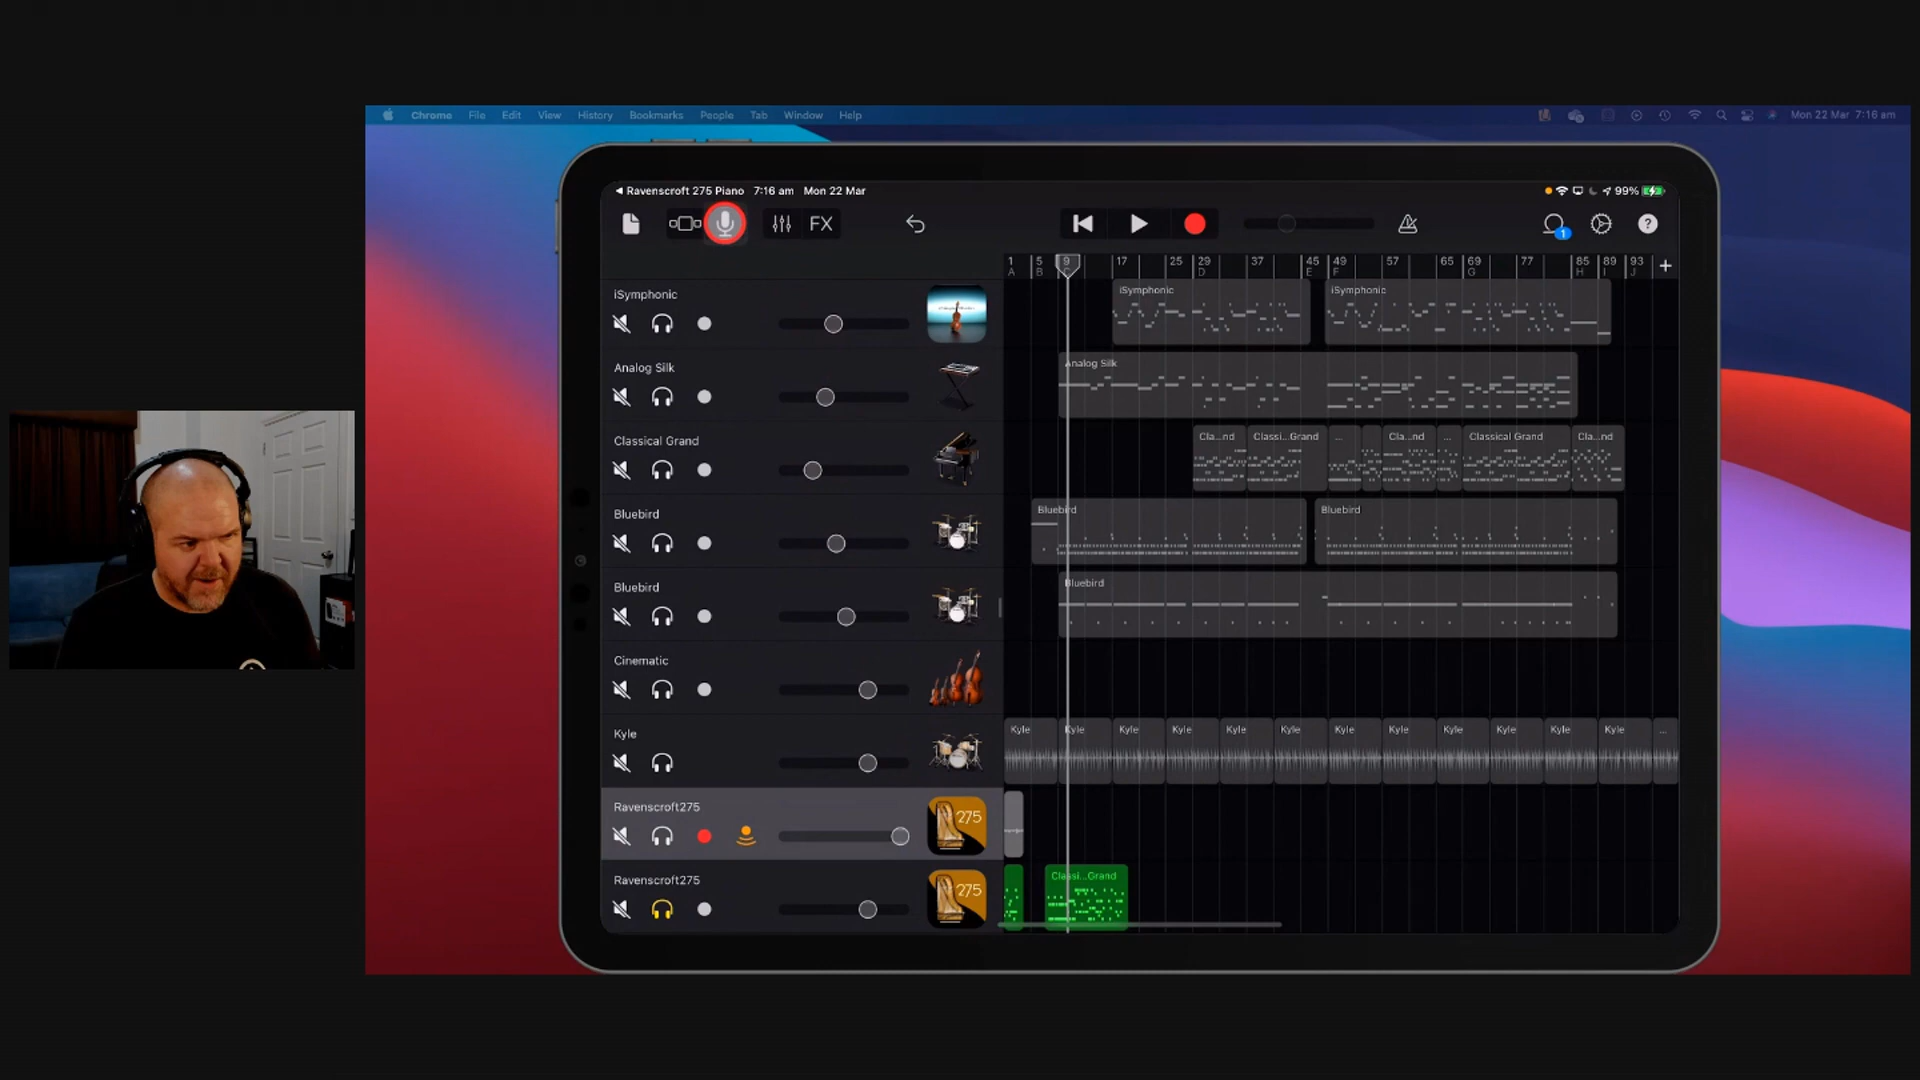 Chrome File Edit View History Bookmarks People Tab Window Help Mon 22 Mar 7:16 am
Ravenscroft 275 Piano 7:16 am Mon 22 Mar 99%
FX 1 ?
1 5 9 17 25 29 37 45 49 57 65 69 77 85 89 93 +
A B C D E F G H I J
iSymphonic
iSymphonic iSymphonic
Analog Silk
Analog Silk
Classical Grand
Cla...nd Classi...Grand ... Cla...nd ... Classical Grand Cla...nd
Bluebird
Bluebird Bluebird
Bluebird
Bluebird
Cinematic
Kyle
Kyle Kyle Kyle Kyle Kyle Kyle Kyle Kyle Kyle Kyle Kyle Kyle ...
Ravenscroft275
275
Ravenscroft275
275
Classi...Grand